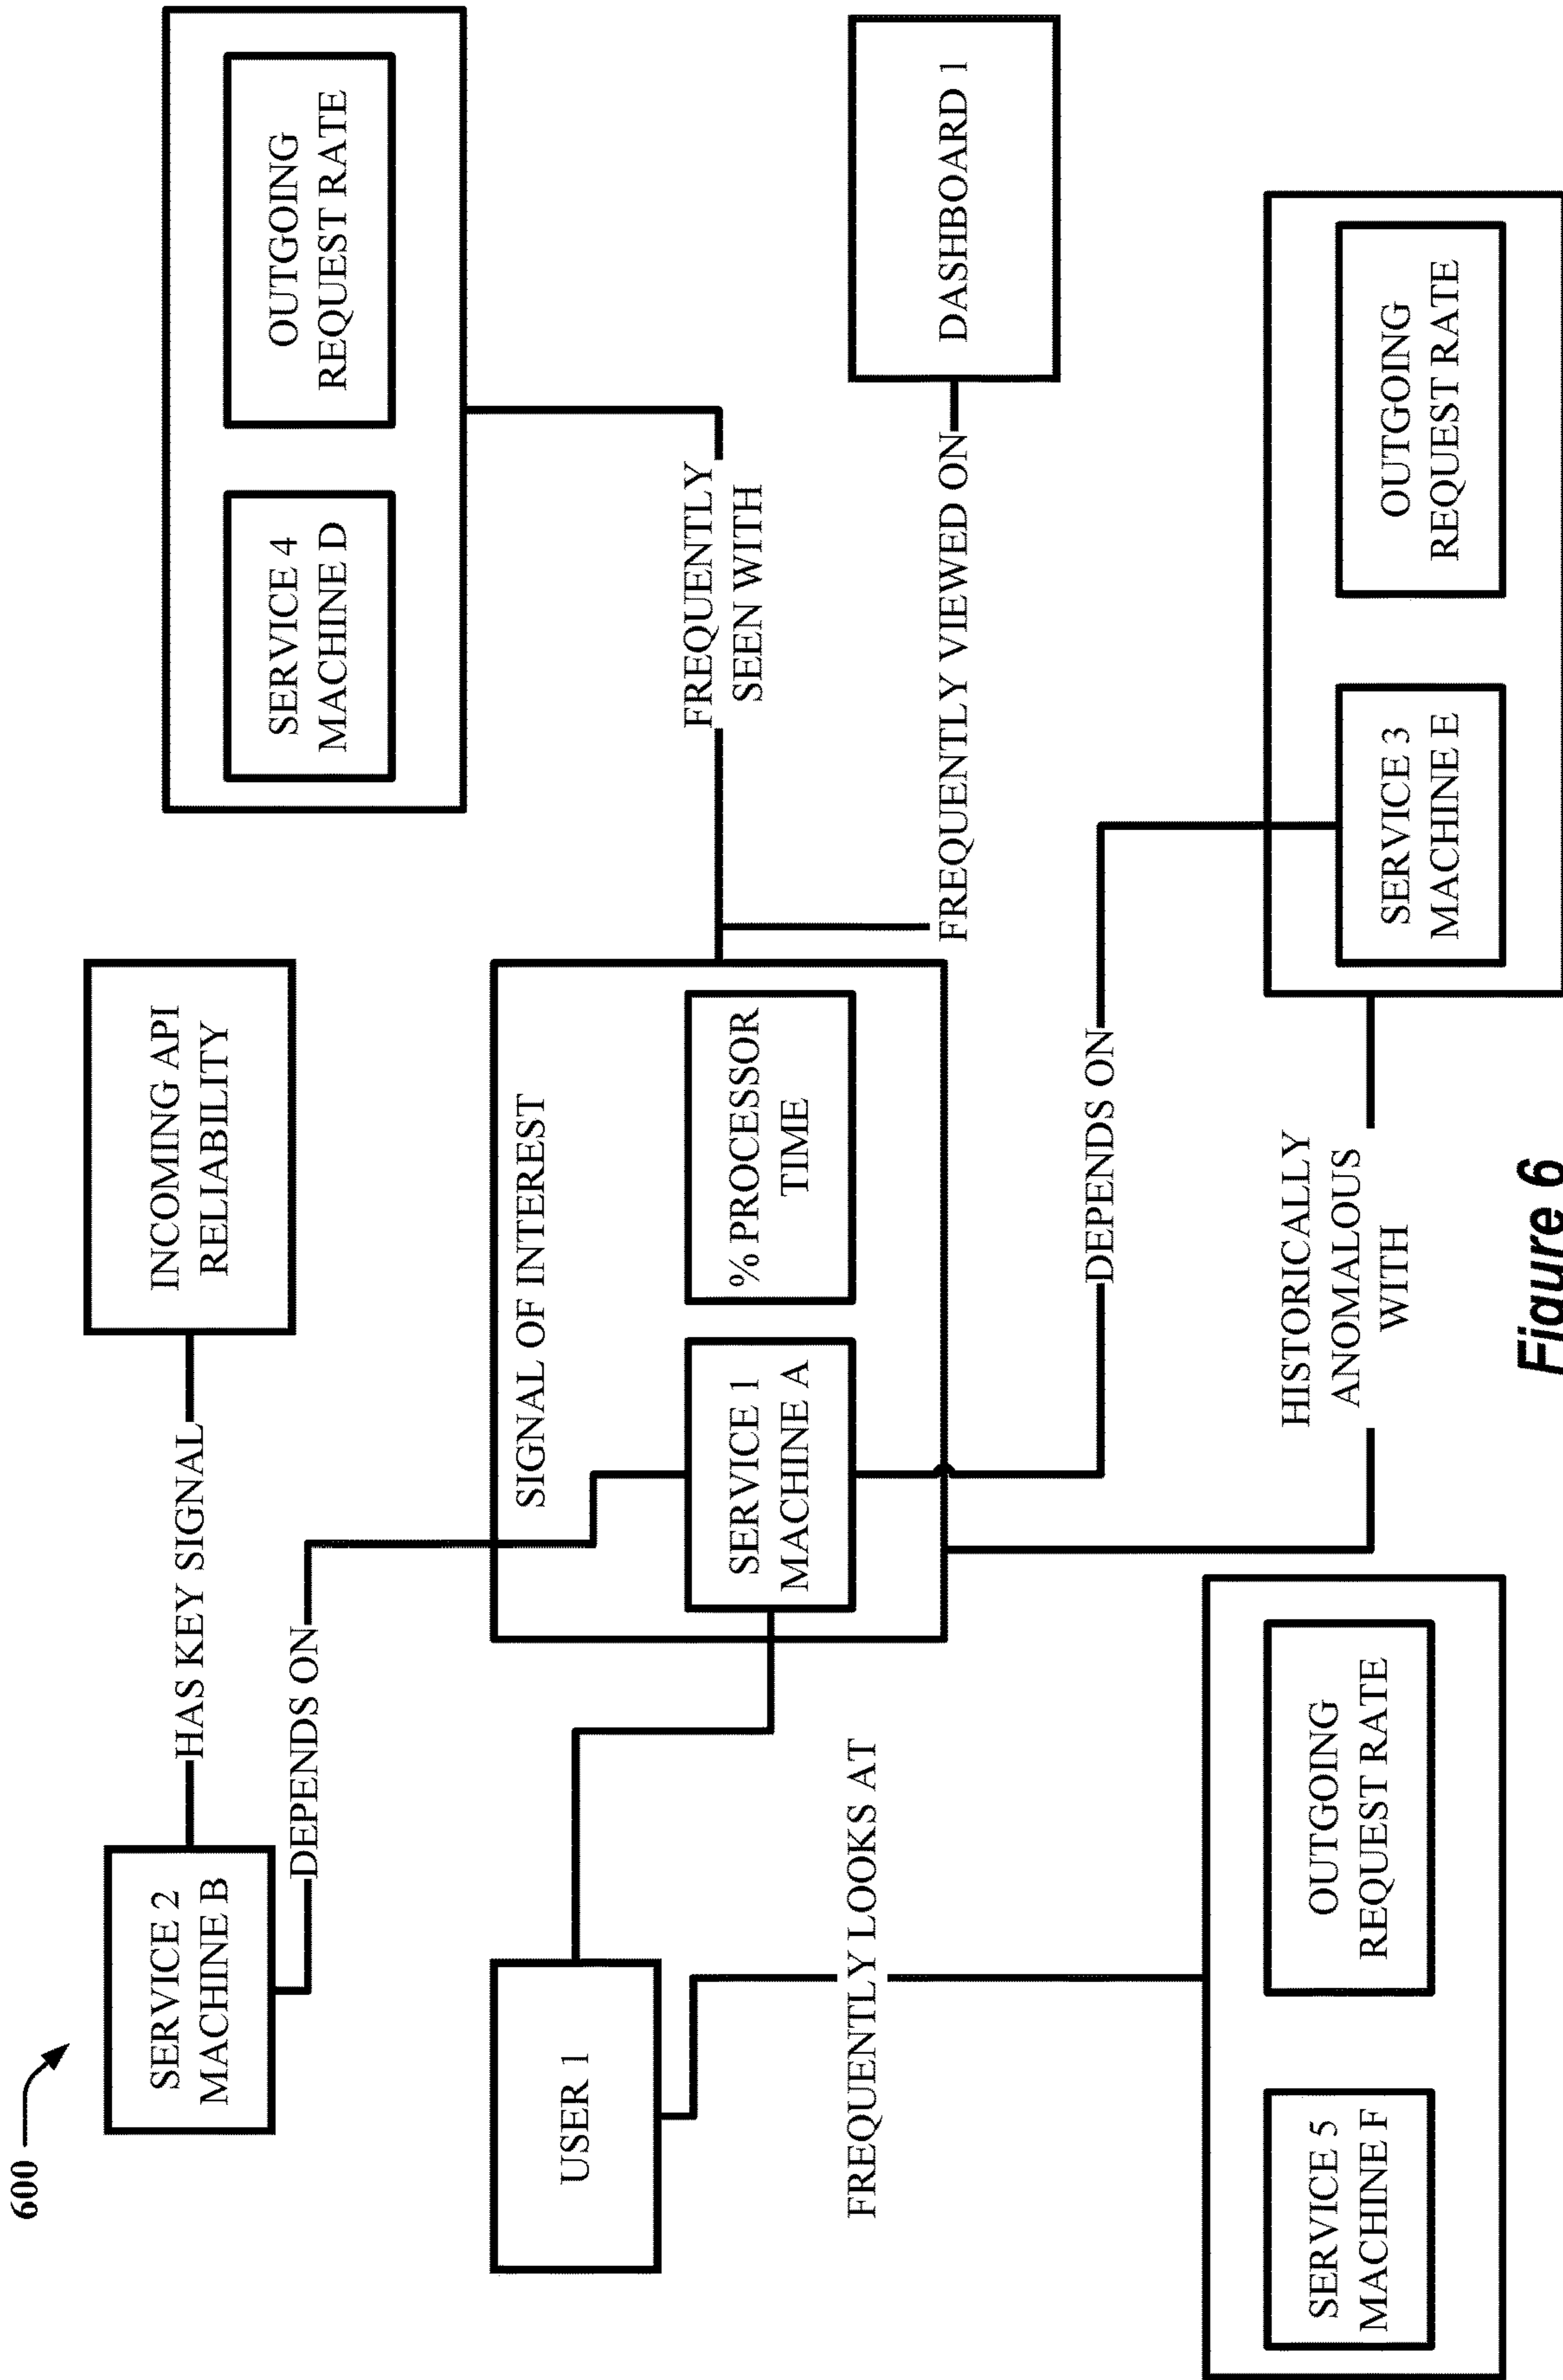 600
SERVICE 2
MACHINE B
HAS KEY SIGNAL
INCOMING API
RELIABILITY
SERVICE 4
MACHINE D
OUTGOING
REQUEST RATE
DEPENDS ON
SIGNAL OF INTEREST
USER 1
SERVICE 1
MACHINE A
% PROCESSOR
TIME
FREQUENTLY
SEEN WITH
FREQUENTLY LOOKS AT
FREQUENTLY VIEWED ON
DASHBOARD 1
DEPENDS ON
SERVICE 5
MACHINE F
OUTGOING
REQUEST RATE
HISTORICALLY
ANOMALOUS
WITH
SERVICE 3
MACHINE E
OUTGOING
REQUEST RATE
Figure 6